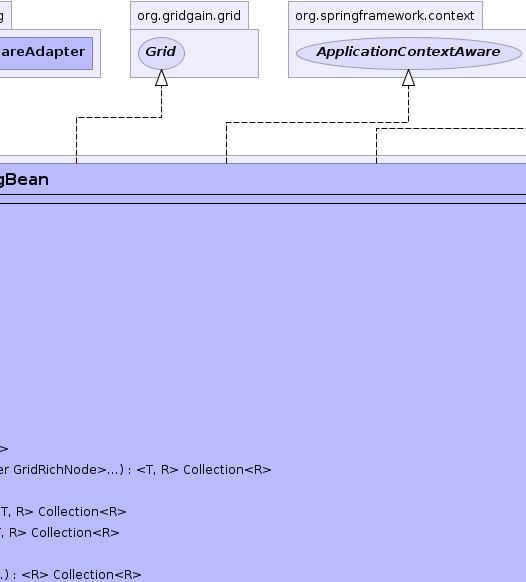 g
org.gridgain.grid
org.springframework.context
areAdapter
Grid
ApplicationContextAware
gBean
>
er GridRichNode>...) : <T, R> Collection<R>
T, R> Collection<R>
, R> Collection<R>
.) : <R> Collection<R>